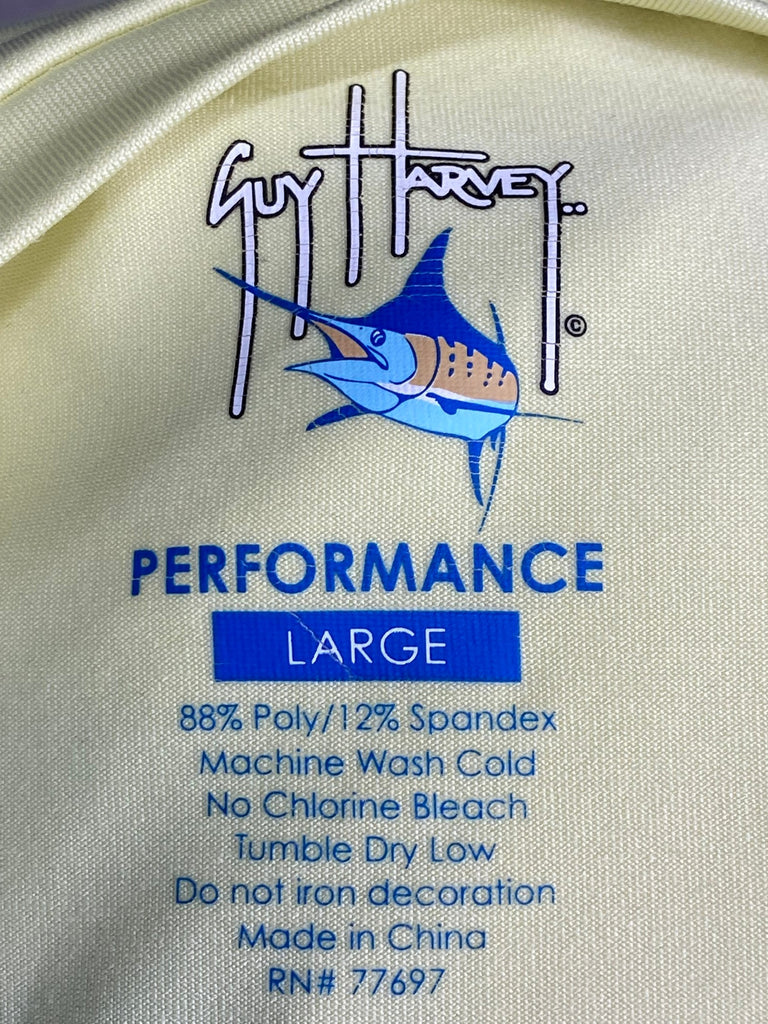 GUY HARVEY..
©
PERFORMANCE
LARGE
88% Poly/12% Spandex
Machine Wash Cold
No Chlorine Bleach
Tumble Dry Low
Do not iron decoration
Made in China
RN# 77697